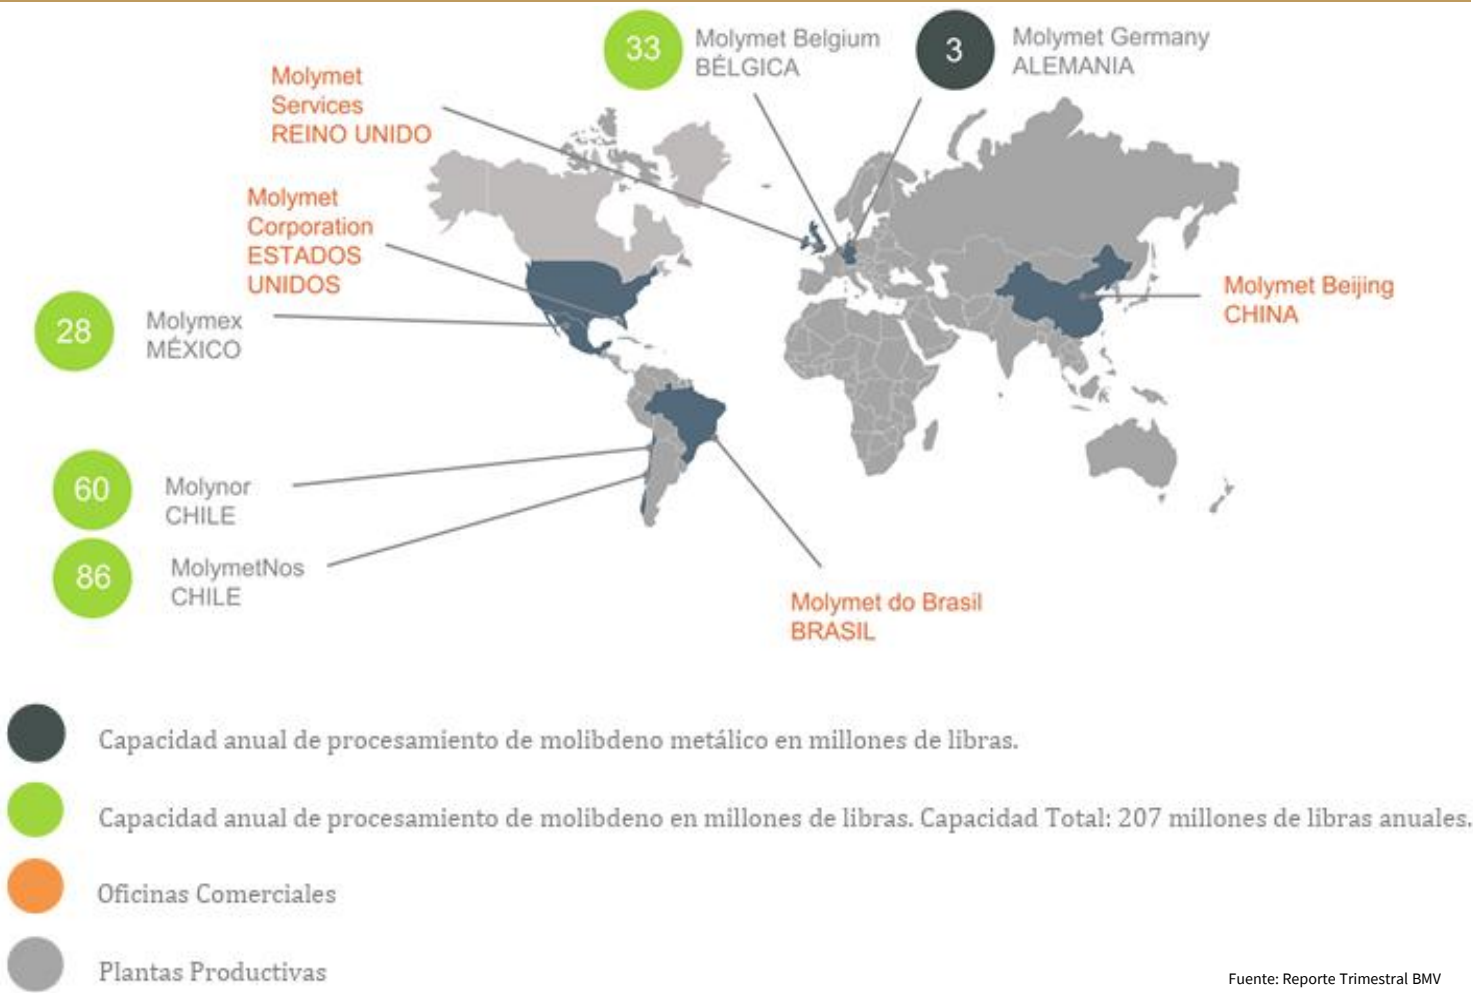 33
Molymet Belgium
BÉLGICA
3
Molymet Germany
ALEMANIA
Molymet
Services
REINO UNIDO
Molymet
Corporation
ESTADOS
UNIDOS
Molymet Beijing
CHINA
28
Molymex
MÉXICO
60
Molynor
CHILE
86
MolymetNos
CHILE
Molymet do Brasil
BRASIL
Capacidad anual de procesamiento de molibdeno metálico en millones de libras.
Capacidad anual de procesamiento de molibdeno en millones de libras. Capacidad Total: 207 millones de libras anuales.
Oficinas Comerciales
Plantas Productivas
Fuente: Reporte Trimestral BMV